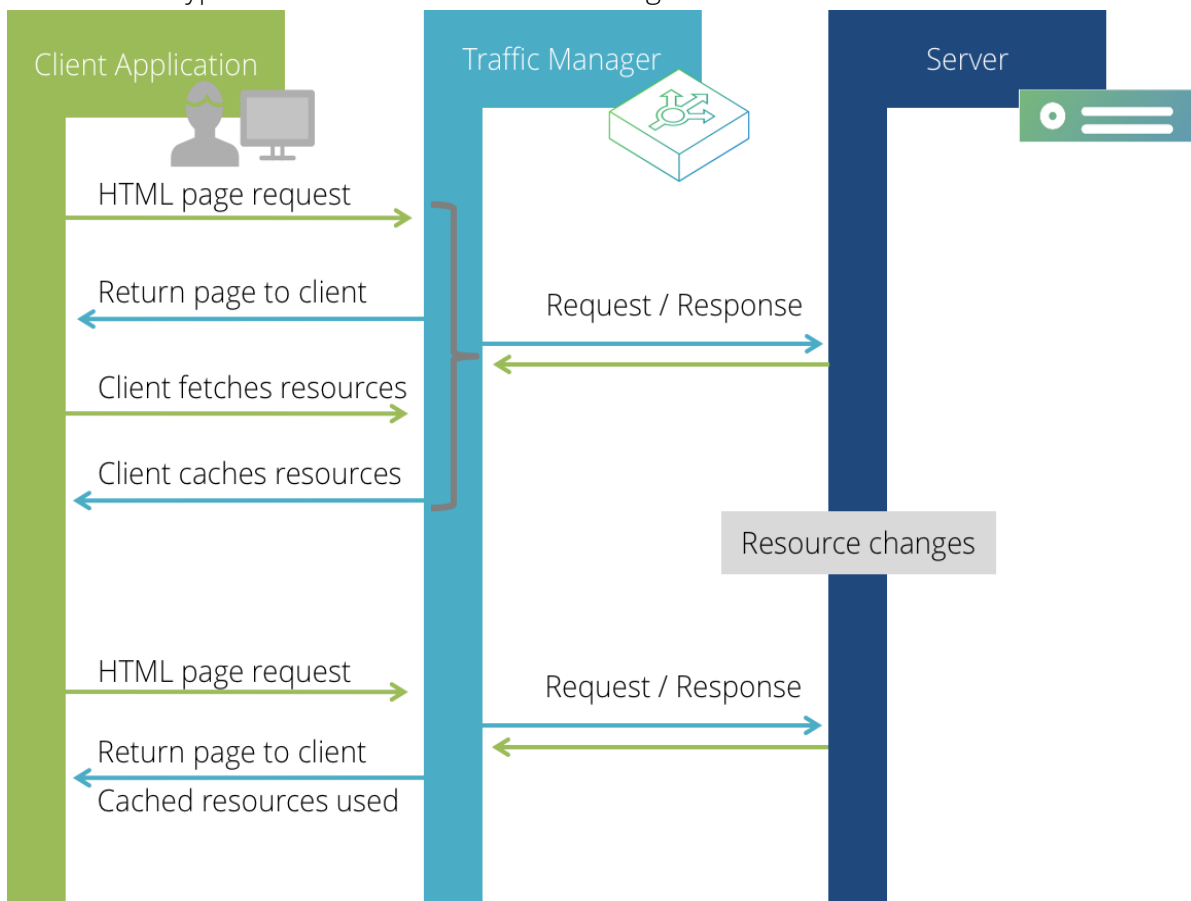 Client Application
Traffic Manager
Server
HTML page request
Return page to client
Request / Response
Client fetches resources
Client caches resources
Resource changes
HTML page request
Request / Response
Return page to client
Cached resources used